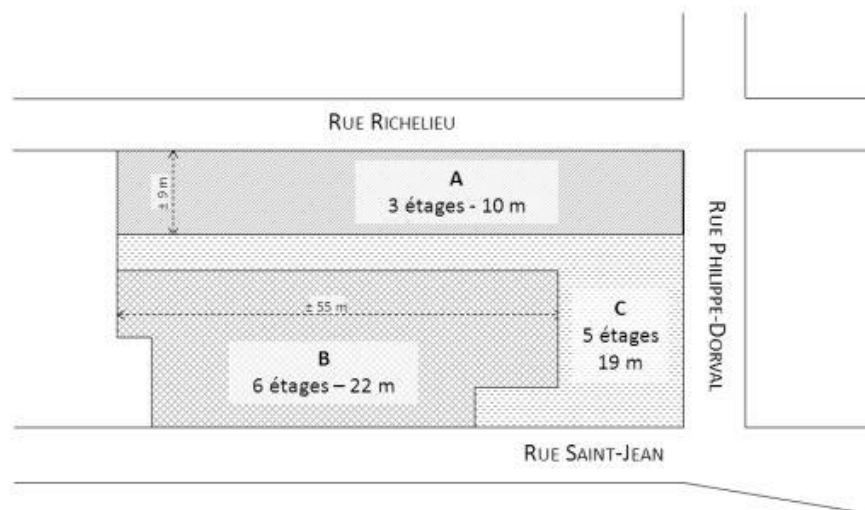 RUE RICHELIEU
± 9 m
A
3 étages - 10 m
RUE PHILIPPE-DORVAL
± 55 m
C
5 étages
19 m
B
6 étages – 22 m
RUE SAINT-JEAN